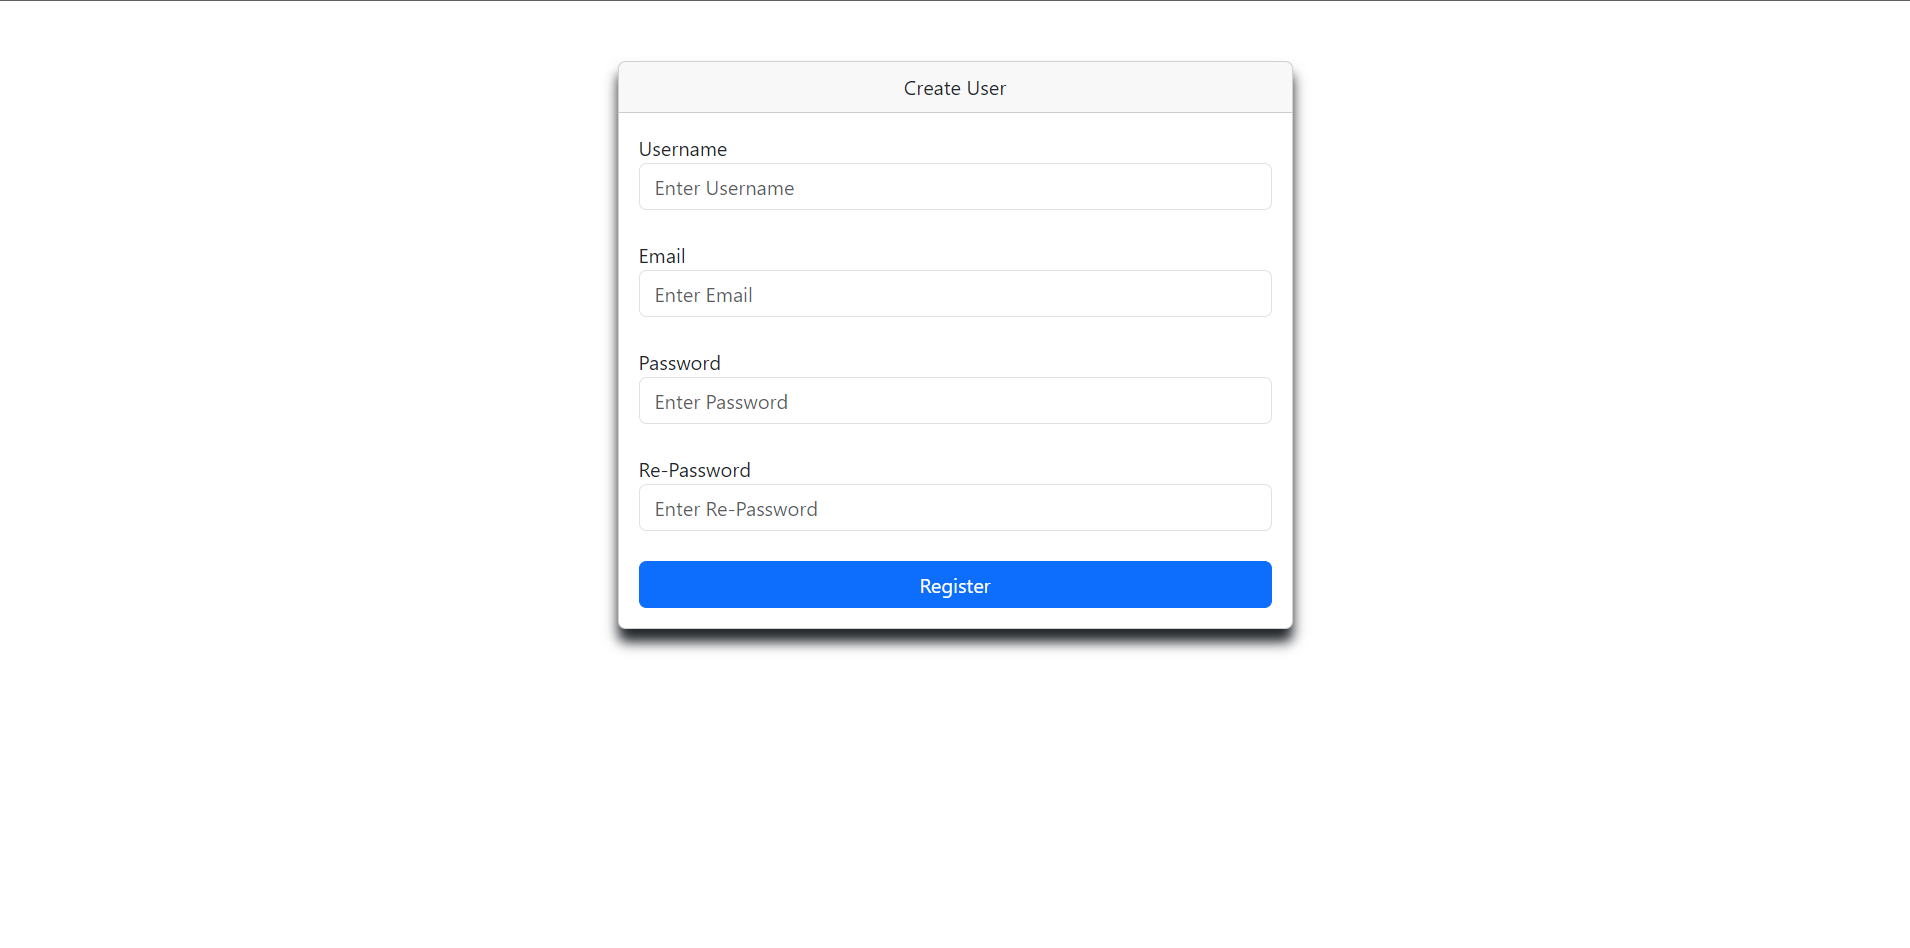 Create User
Username
Enter Username
Email
Enter Email
Password
Enter Password
Re-Password
Enter Re-Password
Register